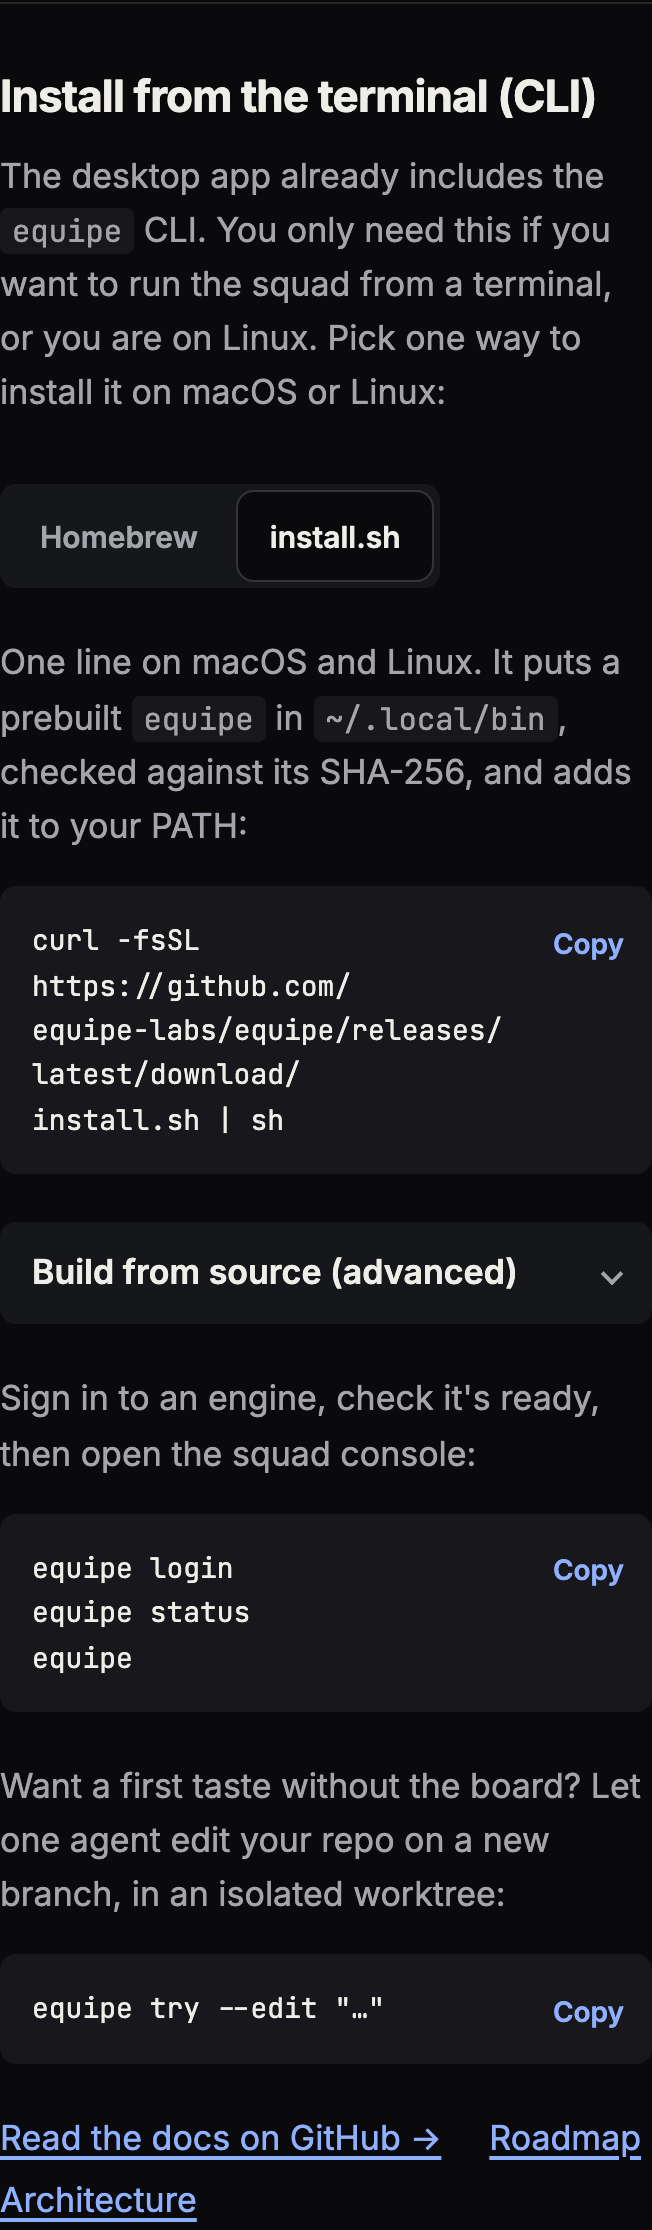 Install from the terminal (CLI)
The desktop app already includes the
equipe CLI. You only need this if you
want to run the squad from a terminal,
or you are on Linux. Pick one way to
install it on macOS or Linux:
Homebrew install.sh
One line on macOS and Linux. It puts a
prebuilt equipe in ~/.local/bin,
checked against its SHA-256, and adds
it to your PATH:
curl -fsSL
Copy
https://github.com/
equipe-labs/equipe/releases/
latest/download/
install.sh | sh
Build from source (advanced)
Sign in to an engine, check it's ready,
then open the squad console:
equipe login
Copy
equipe status
equipe
Want a first taste without the board? Let
one agent edit your repo on a new
branch, in an isolated worktree:
equipe try --edit "…"
Copy
Read the docs on GitHub → Roadmap
Architecture